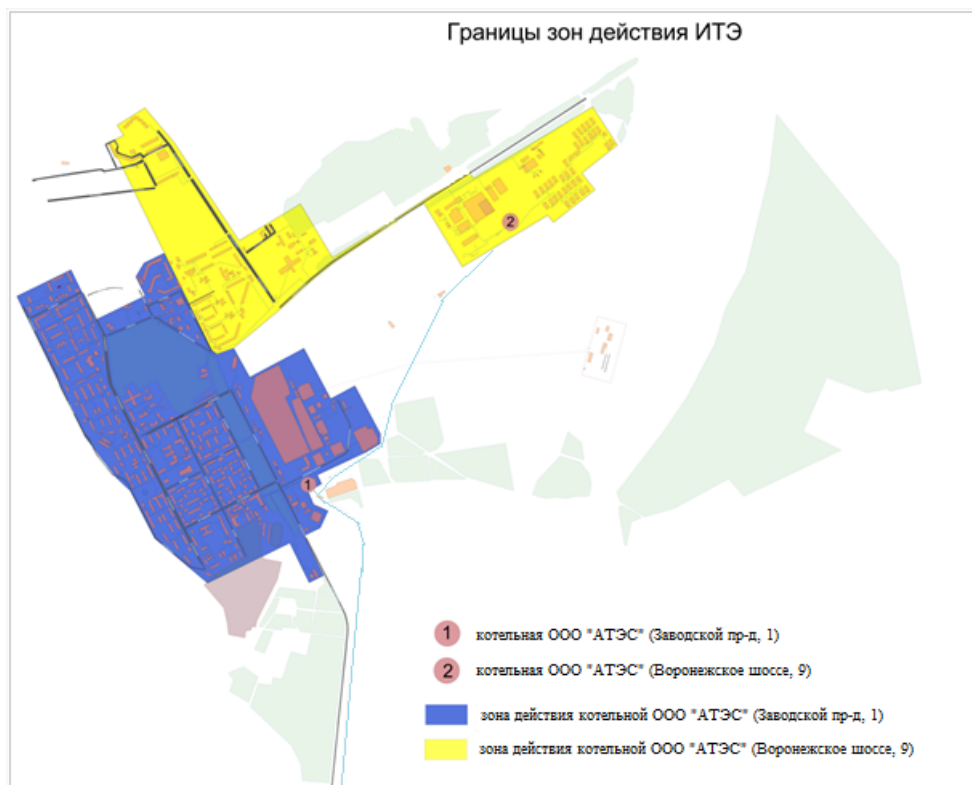 Границы зон действия ИТЭ
2
1
1 котельная ООО "АТЭС" (Заводской пр-д, 1)
2 котельная ООО "АТЭС" (Воронежское шоссе, 9)
зона действия котельной ООО "АТЭС" (Заводской пр-д, 1)
зона действия котельной ООО "АТЭС" (Воронежское шоссе, 9)